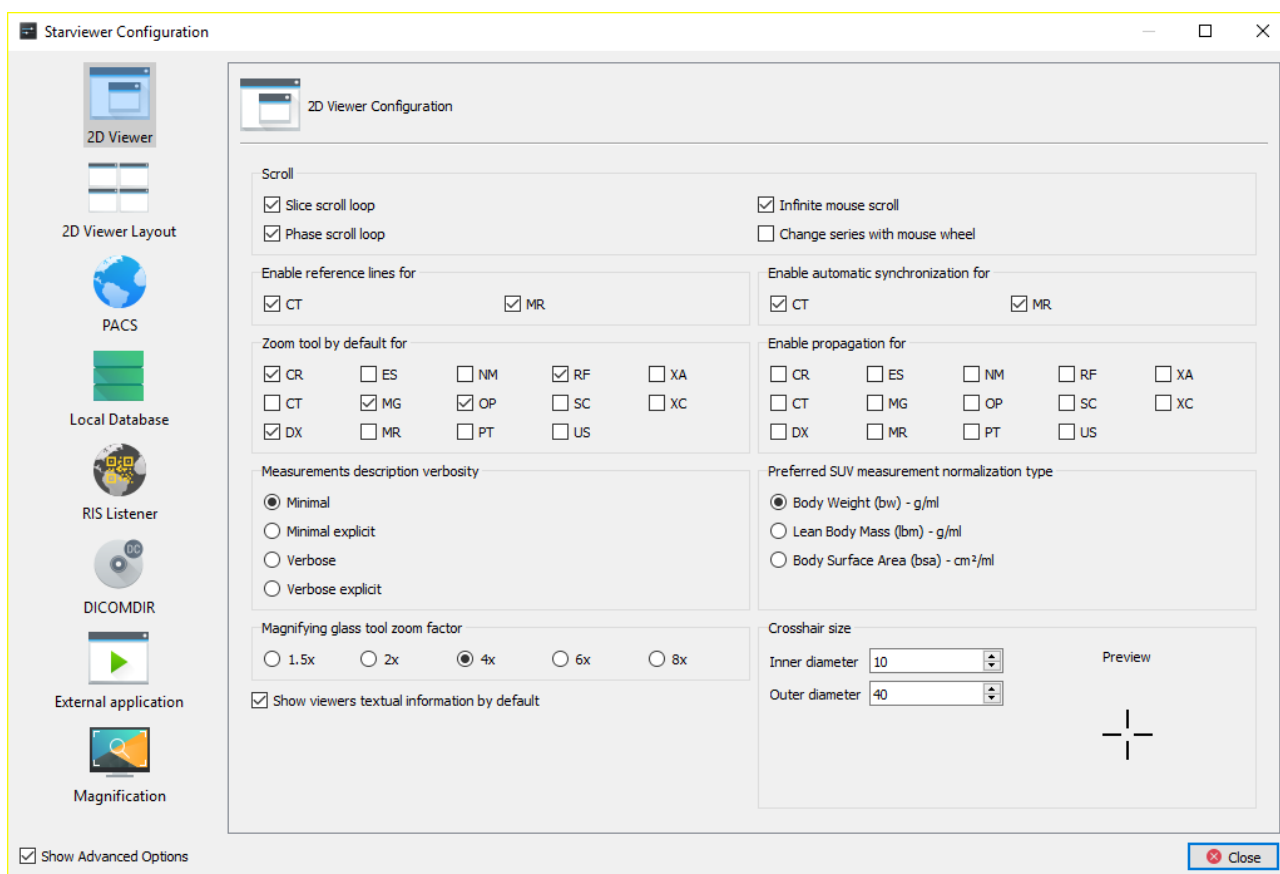 Starviewer Configuration
2D Viewer
2D Viewer Layout
PACS
Local Database
RIS Listener
DC
DICOMDIR
External application
Magnification
2D Viewer Configuration
Scroll
Slice scroll loop
Infinite mouse scroll
Phase scroll loop
Change series with mouse wheel
Enable reference lines for
CT MR
Enable automatic synchronization for
CT MR
Zoom tool by default for
CR ES NM RF XA
CT MG OP SC XC
DX MR PT US
Enable propagation for
CR ES NM RF XA
CT MG OP SC XC
DX MR PT US
Measurements description verbosity
Minimal
Minimal explicit
Verbose
Verbose explicit
Preferred SUV measurement normalization type
Body Weight (bw) - g/ml
Lean Body Mass (lbm) - g/ml
Body Surface Area (bsa) - cm²/ml
Magnifying glass tool zoom factor
1.5x 2x 4x 6x 8x
Show viewers textual information by default
Crosshair size
Inner diameter 10
Outer diameter 40
Preview
Show Advanced Options
Close